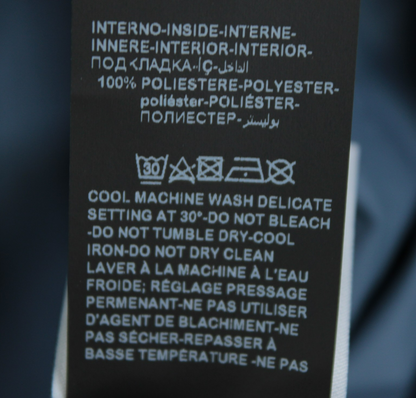 INTERNO-INSIDE-INTERNE-
INNERE-INTERIOR-INTERIOR-
ПОДКЛАДКА-İÇ-الداخل
100% POLIESTERE-POLYESTER-
poliéster-POLIÉSTER-
ПОЛИЕСТЕР-بوليستر
30
COOL MACHINE WASH DELICATE
SETTING AT 30°-DO NOT BLEACH
-DO NOT TUMBLE DRY-COOL
IRON-DO NOT DRY CLEAN
LAVER À LA MACHINE À L'EAU
FROIDE; RÉGLAGE PRESSAGE
PERMENANT-NE PAS UTILISER
D'AGENT DE BLACHIMENT-NE
PAS SÉCHER-REPASSER À
BASSE TEMPÉRATURE -NE PAS